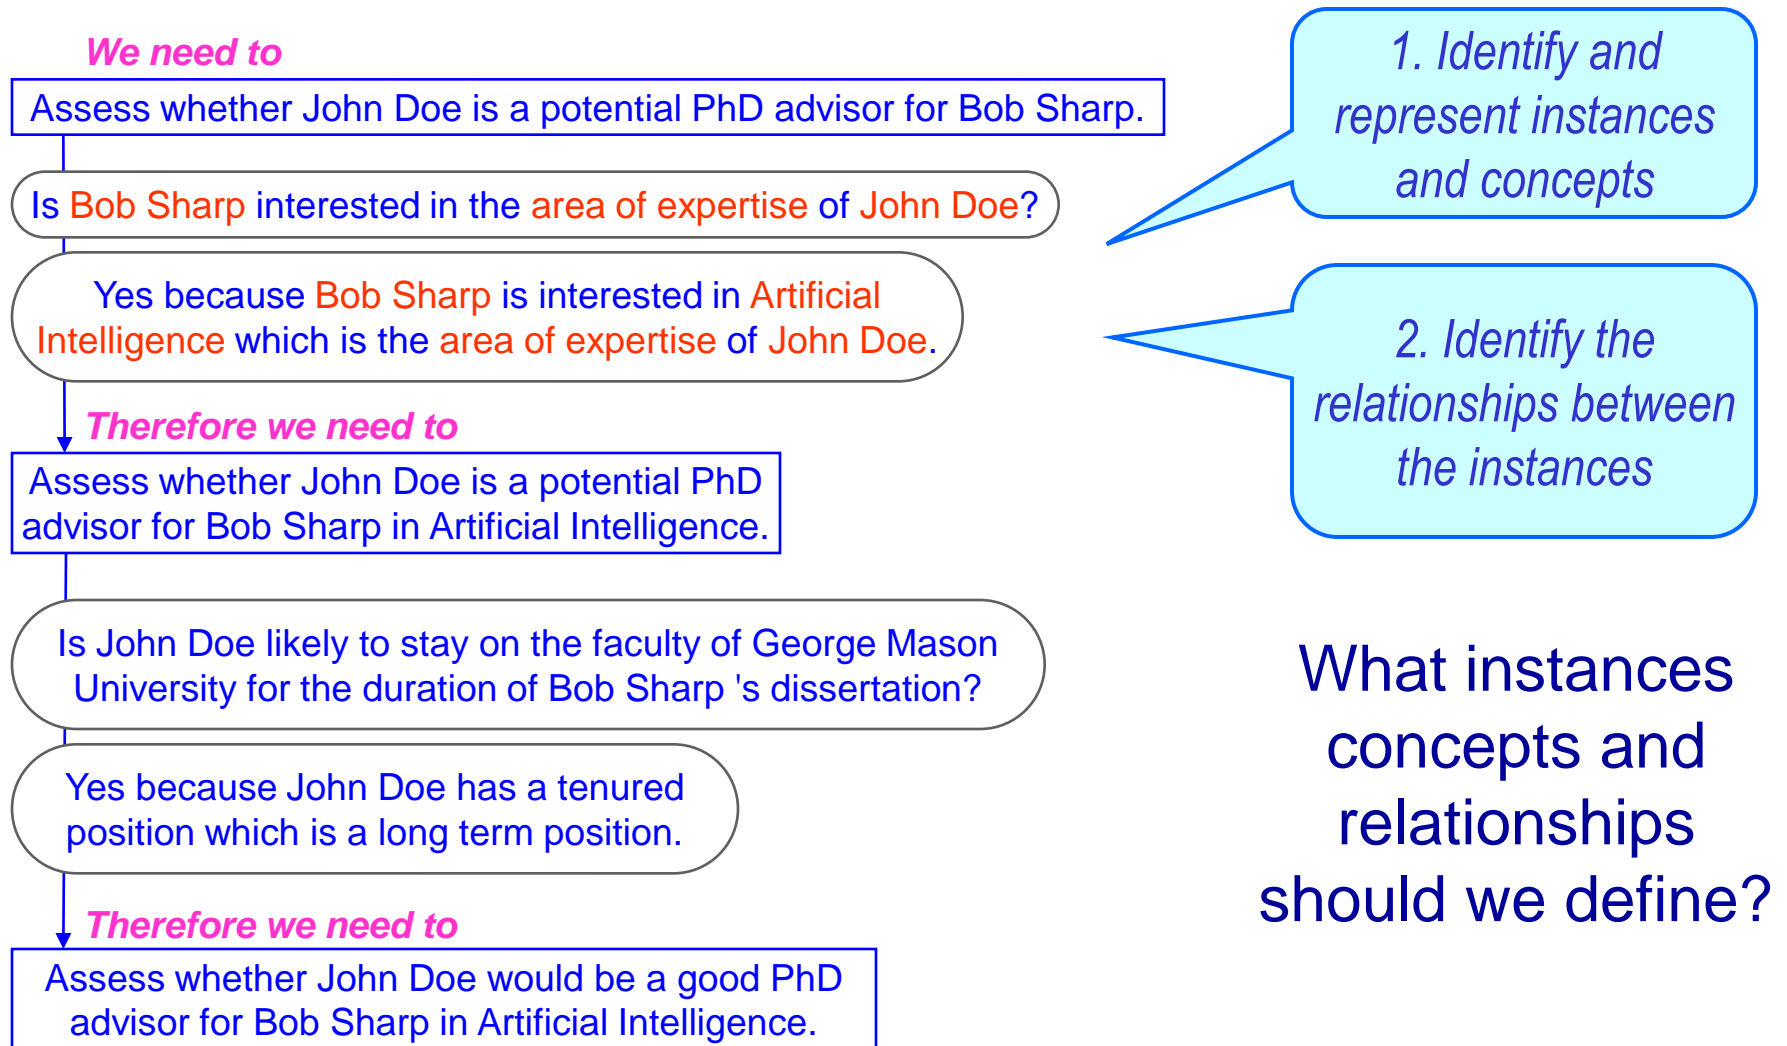 We need to
Assess whether John Doe is a potential PhD advisor for Bob Sharp.
Is Bob Sharp interested in the area of expertise of John Doe?
Yes because Bob Sharp is interested in Artificial
Intelligence which is the area of expertise of John Doe.
Therefore we need to
Assess whether John Doe is a potential PhD
advisor for Bob Sharp in Artificial Intelligence.
Is John Doe likely to stay on the faculty of George Mason
University for the duration of Bob Sharp 's dissertation?
Yes because John Doe has a tenured
position which is a long term position.
Therefore we need to
Assess whether John Doe would be a good PhD
advisor for Bob Sharp in Artificial Intelligence.
1. Identify and
represent instances
and concepts
2. Identify the
relationships between
the instances
What instances
concepts and
relationships
should we define?